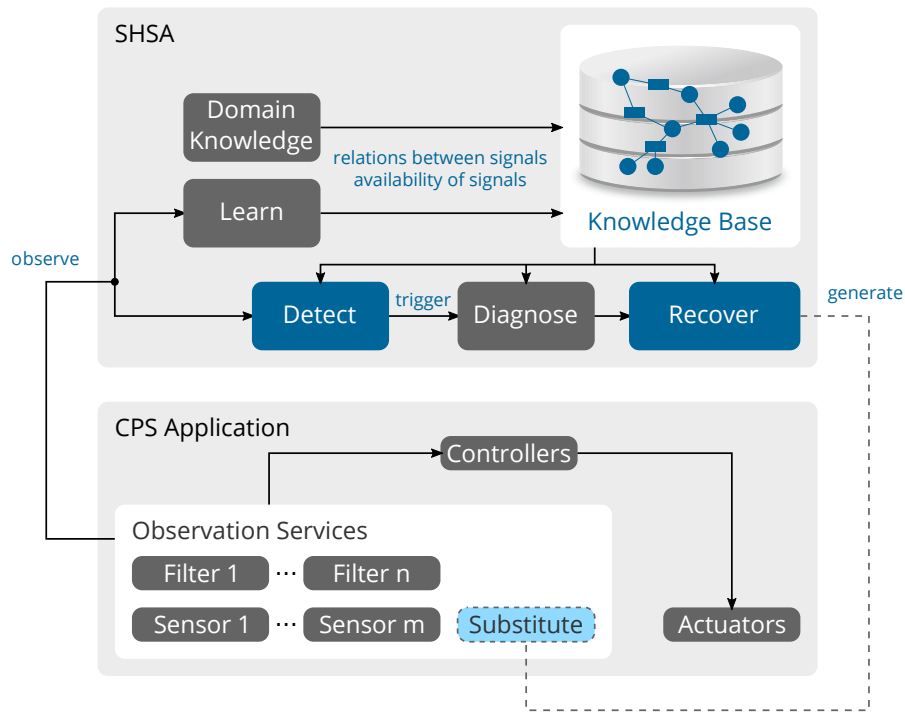 SHSA
Domain
Knowledge
relations between signals
availability of signals
Learn
Knowledge Base
observe
Detect
trigger
Diagnose
Recover
generate
CPS Application
Controllers
Observation Services
Filter 1 ··· Filter n
Sensor 1 ··· Sensor m
Substitute
Actuators